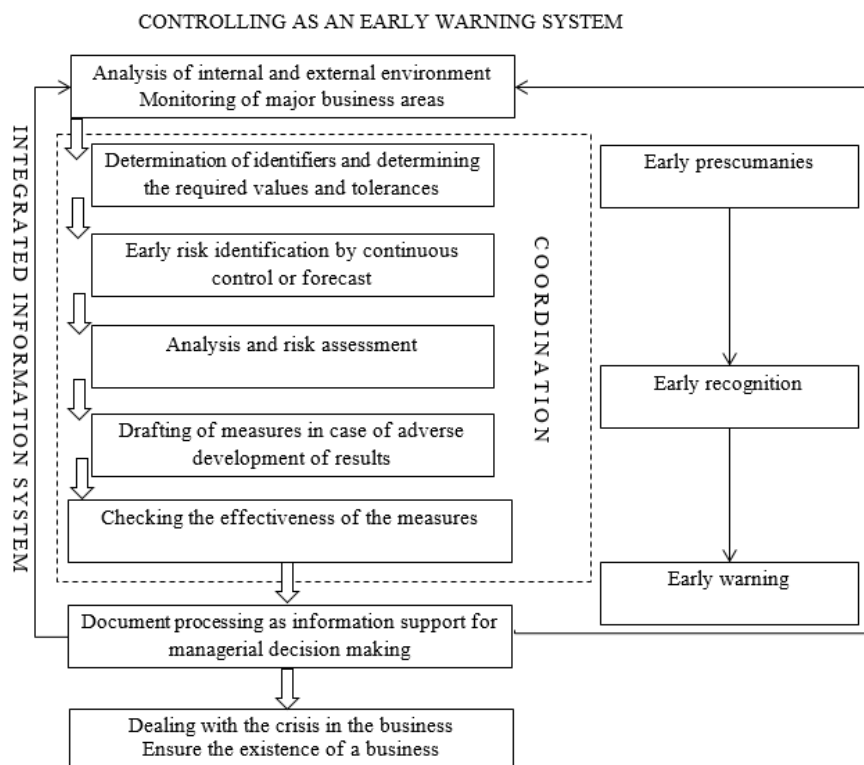 CONTROLLING AS AN EARLY WARNING SYSTEM
Analysis of internal and external environment
Monitoring of major business areas
INTEGRATED INFORMATION SYSTEM
Determination of identifiers and determining
the required values and tolerances
Early risk identification by continuous
control or forecast
Analysis and risk assessment
Drafting of measures in case of adverse
development of results
Checking the effectiveness of the measures
COORDINATION
Early prescumanies
Early recognition
Early warning
Document processing as information support for
managerial decision making
Dealing with the crisis in the business
Ensure the existence of a business